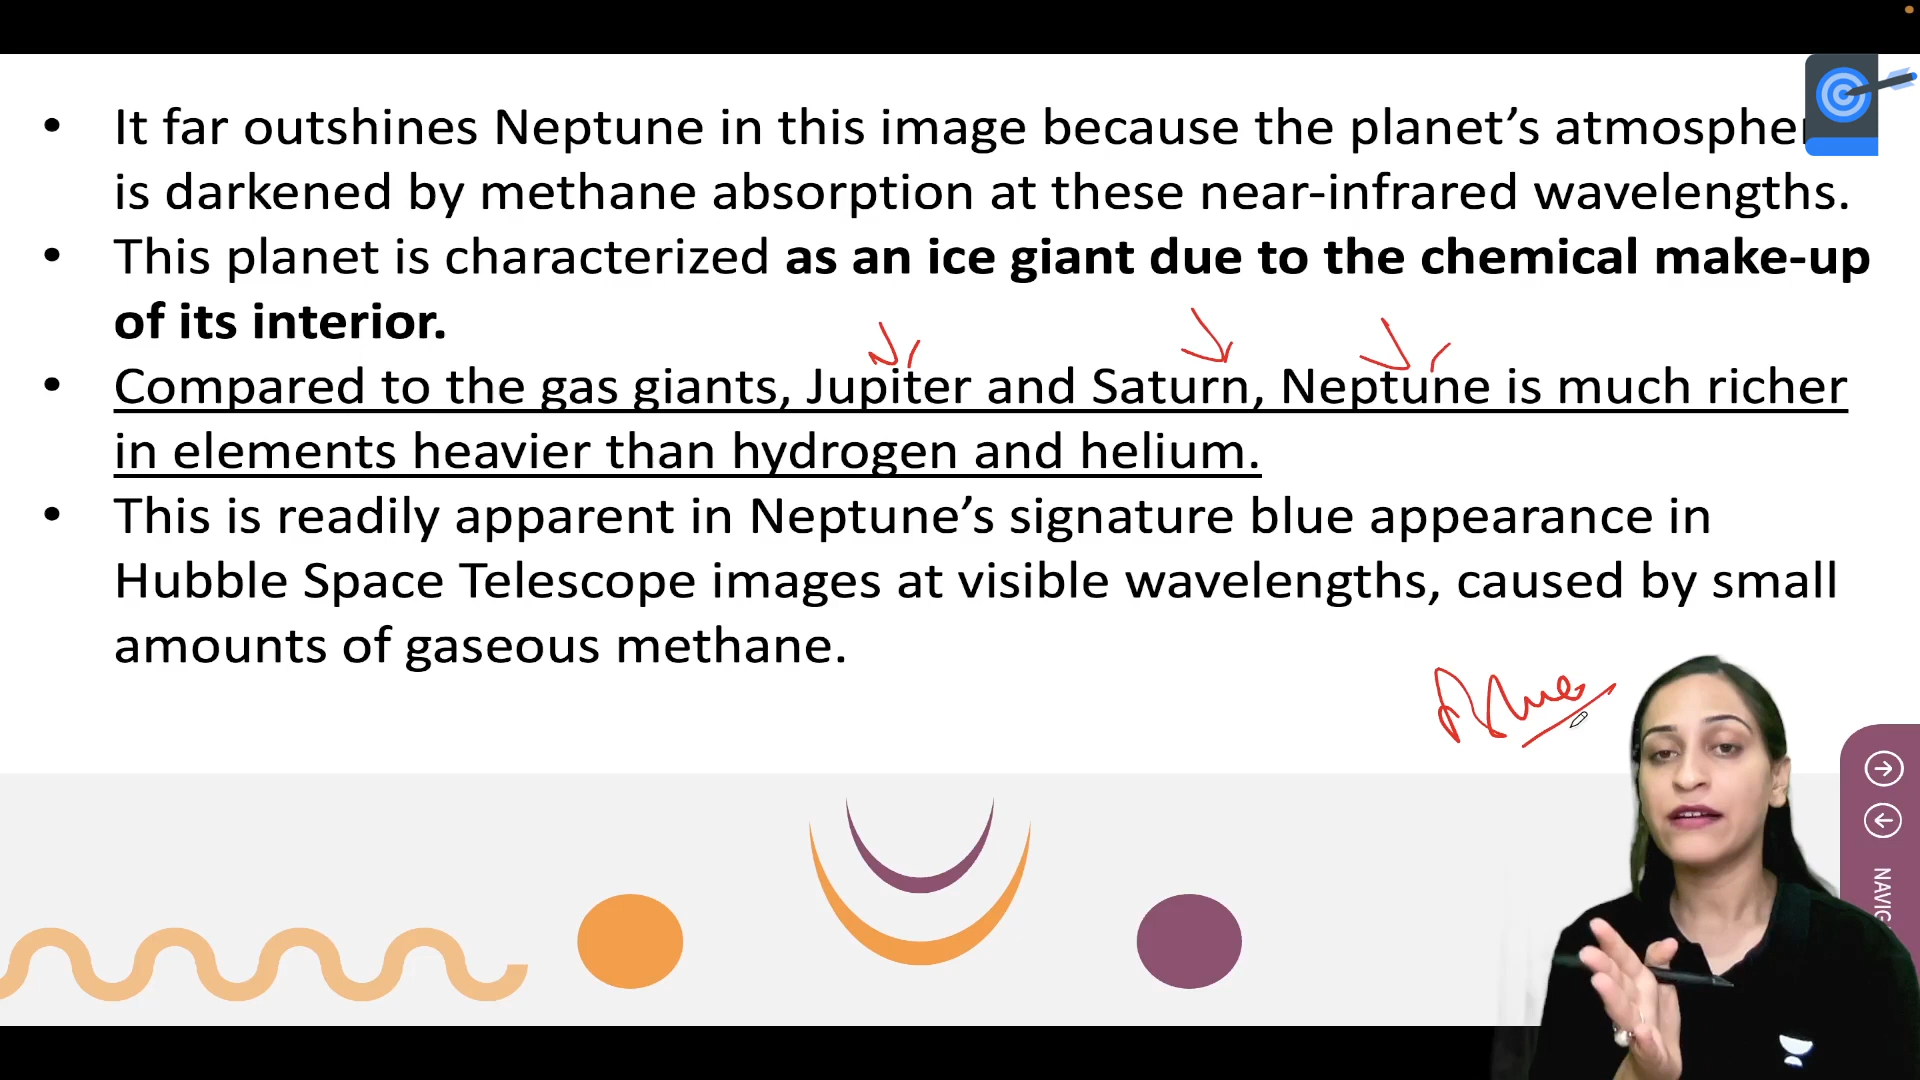 • It far outshines Neptune in this image because the planet’s atmospher
is darkened by methane absorption at these near-infrared wavelengths.
• This planet is characterized as an ice giant due to the chemical make-up
of its interior.
• Compared to the gas giants, Jupiter and Saturn, Neptune is much richer
in elements heavier than hydrogen and helium.
• This is readily apparent in Neptune’s signature blue appearance in
Hubble Space Telescope images at visible wavelengths, caused by small
amounts of gaseous methane.
NAVIG